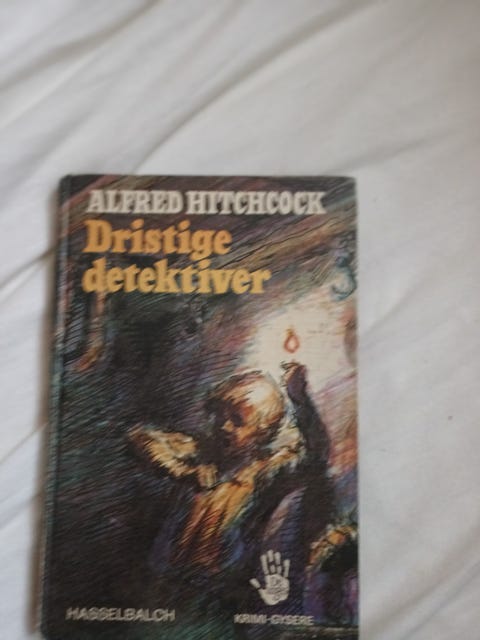 ALFRED HITCHCOCK
Dristige
detektiver
HASSELBALCH
KRIMI-GYSERE